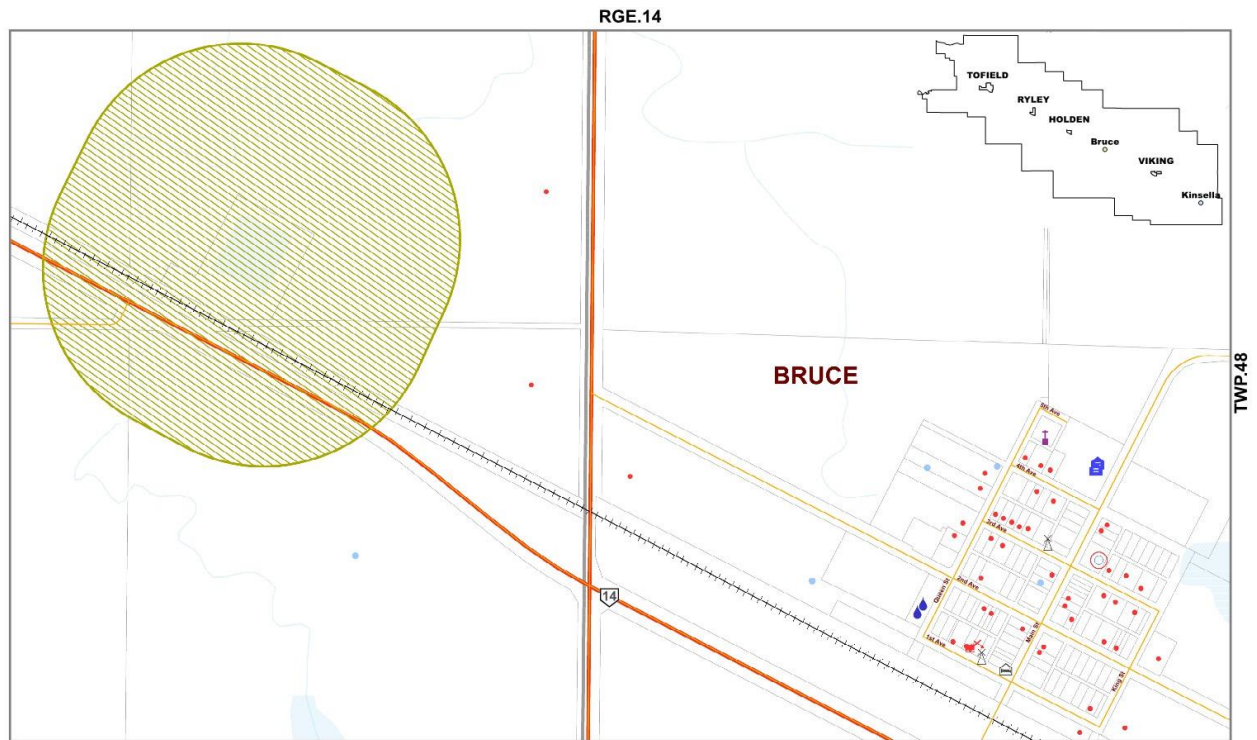 RGE.14
TOFIELD
RYLEY
HOLDEN
Bruce
VIKING
Kinsella
TWP.48
BRUCE
5th Ave
4th Ave
3rd Ave
2nd Ave
Queen St
14
1st Ave
Main St
King St